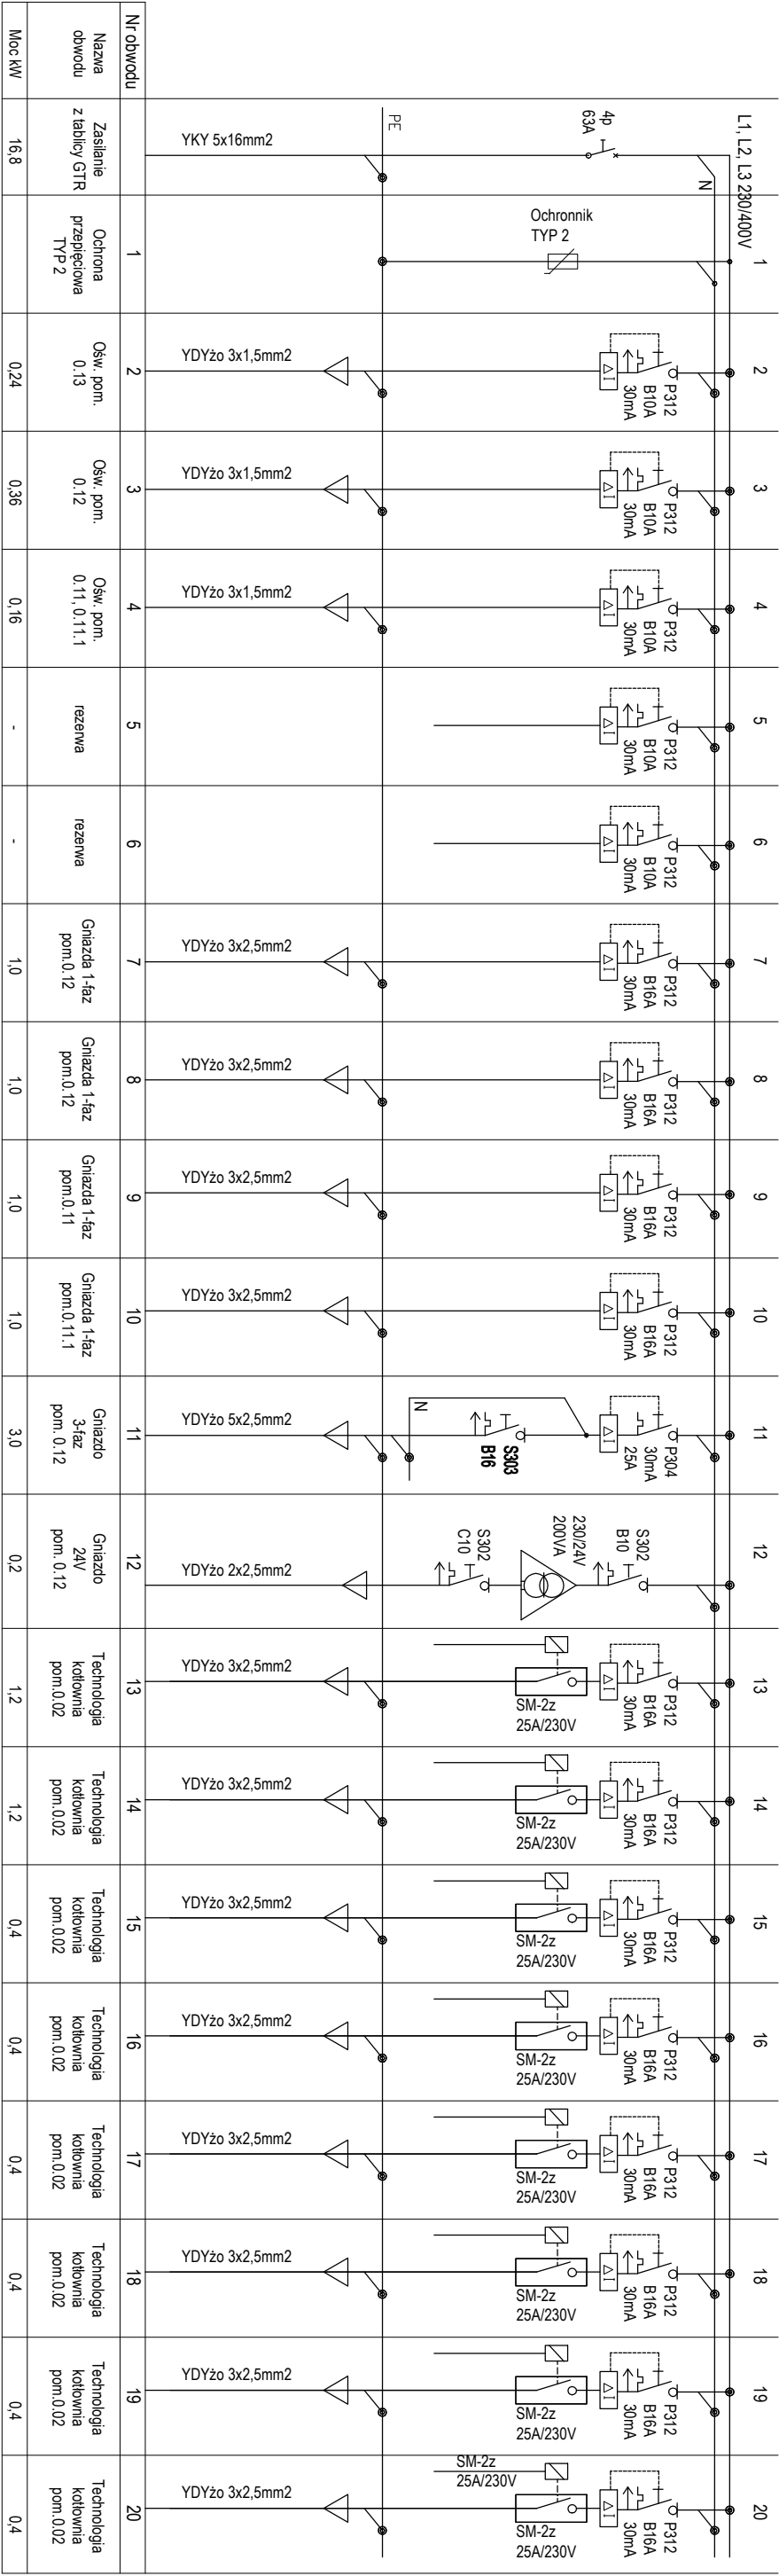 L1, L2, L3 230/400V
1
2
3
4
5
6
7
8
9
10
11
12
13
14
15
16
17
18
19
20
N
4p
63A
PE
YKY 5x16mm2
Ochronnik
TYP 2
P312
B10A
30mA
YDYżo 3x1,5mm2
P312
B10A
30mA
YDYżo 3x1,5mm2
P312
B10A
30mA
YDYżo 3x1,5mm2
P312
B10A
30mA
P312
B10A
30mA
P312
B16A
30mA
YDYżo 3x2,5mm2
P312
B16A
30mA
YDYżo 3x2,5mm2
P312
B16A
30mA
YDYżo 3x2,5mm2
P312
B16A
30mA
YDYżo 3x2,5mm2
P304
30mA
25A
S303
B16
N
YDYżo 5x2,5mm2
S302
B10
230/24V
200VA
S302
C10
YDYżo 2x2,5mm2
P312
B16A
30mA
SM-2z
25A/230V
YDYżo 3x2,5mm2
P312
B16A
30mA
SM-2z
25A/230V
YDYżo 3x2,5mm2
P312
B16A
30mA
SM-2z
25A/230V
YDYżo 3x2,5mm2
P312
B16A
30mA
SM-2z
25A/230V
YDYżo 3x2,5mm2
P312
B16A
30mA
SM-2z
25A/230V
YDYżo 3x2,5mm2
P312
B16A
30mA
SM-2z
25A/230V
YDYżo 3x2,5mm2
P312
B16A
30mA
SM-2z
25A/230V
YDYżo 3x2,5mm2
P312
B16A
30mA
SM-2z
25A/230V
SM-2z
25A/230V
YDYżo 3x2,5mm2
Nr obwodu
1
2
3
4
5
6
7
8
9
10
11
12
13
14
15
16
17
18
19
20
Nazwa
obwodu
Zasilanie
z tablicy GTR
Ochrona
przepięciowa
TYP 2
Ośw. pom.
0.13
Ośw. pom.
0.12
Ośw. pom.
0.11, 0.11.1
rezerwa
rezerwa
Gniazda 1-faz
pom.0.12
Gniazda 1-faz
pom.0.12
Gniazda 1-faz
pom.0.11
Gniazda 1-faz
pom.0.11.1
Gniazdo
3-faz
pom. 0.12
Gniazdo
24V
pom. 0.12
Technologia
kotłownia
pom.0.02
Technologia
kotłownia
pom.0.02
Technologia
kotłownia
pom.0.02
Technologia
kotłownia
pom.0.02
Technologia
kotłownia
pom.0.02
Technologia
kotłownia
pom.0.02
Technologia
kotłownia
pom.0.02
Technologia
kotłownia
pom.0.02
Moc kW
16,8
0,24
0,36
0,16
-
-
1,0
1,0
1,0
1,0
3,0
0,2
1,2
1,2
0,4
0,4
0,4
0,4
0,4
0,4